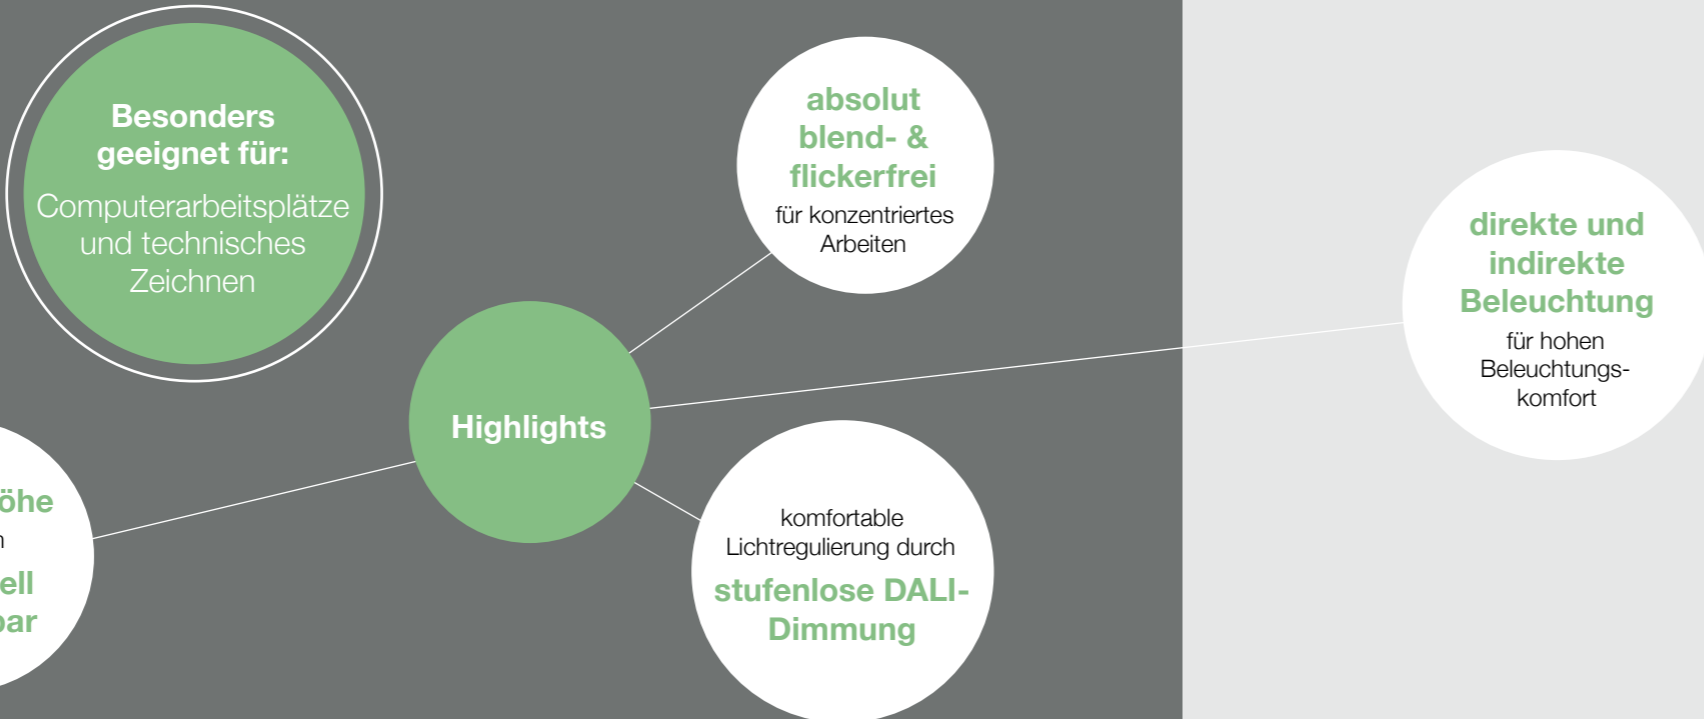 Besonders
geeignet für:
Computerarbeitsplätze
und technisches
Zeichnen
absolut
blend- &
flickerfrei
für konzentriertes
Arbeiten
direkte und
indirekte
Beleuchtung
für hohen
Beleuchtungs-
komfort
Highlights
komfortable
Lichtregulierung durch
stufenlose DALI-
Dimmung